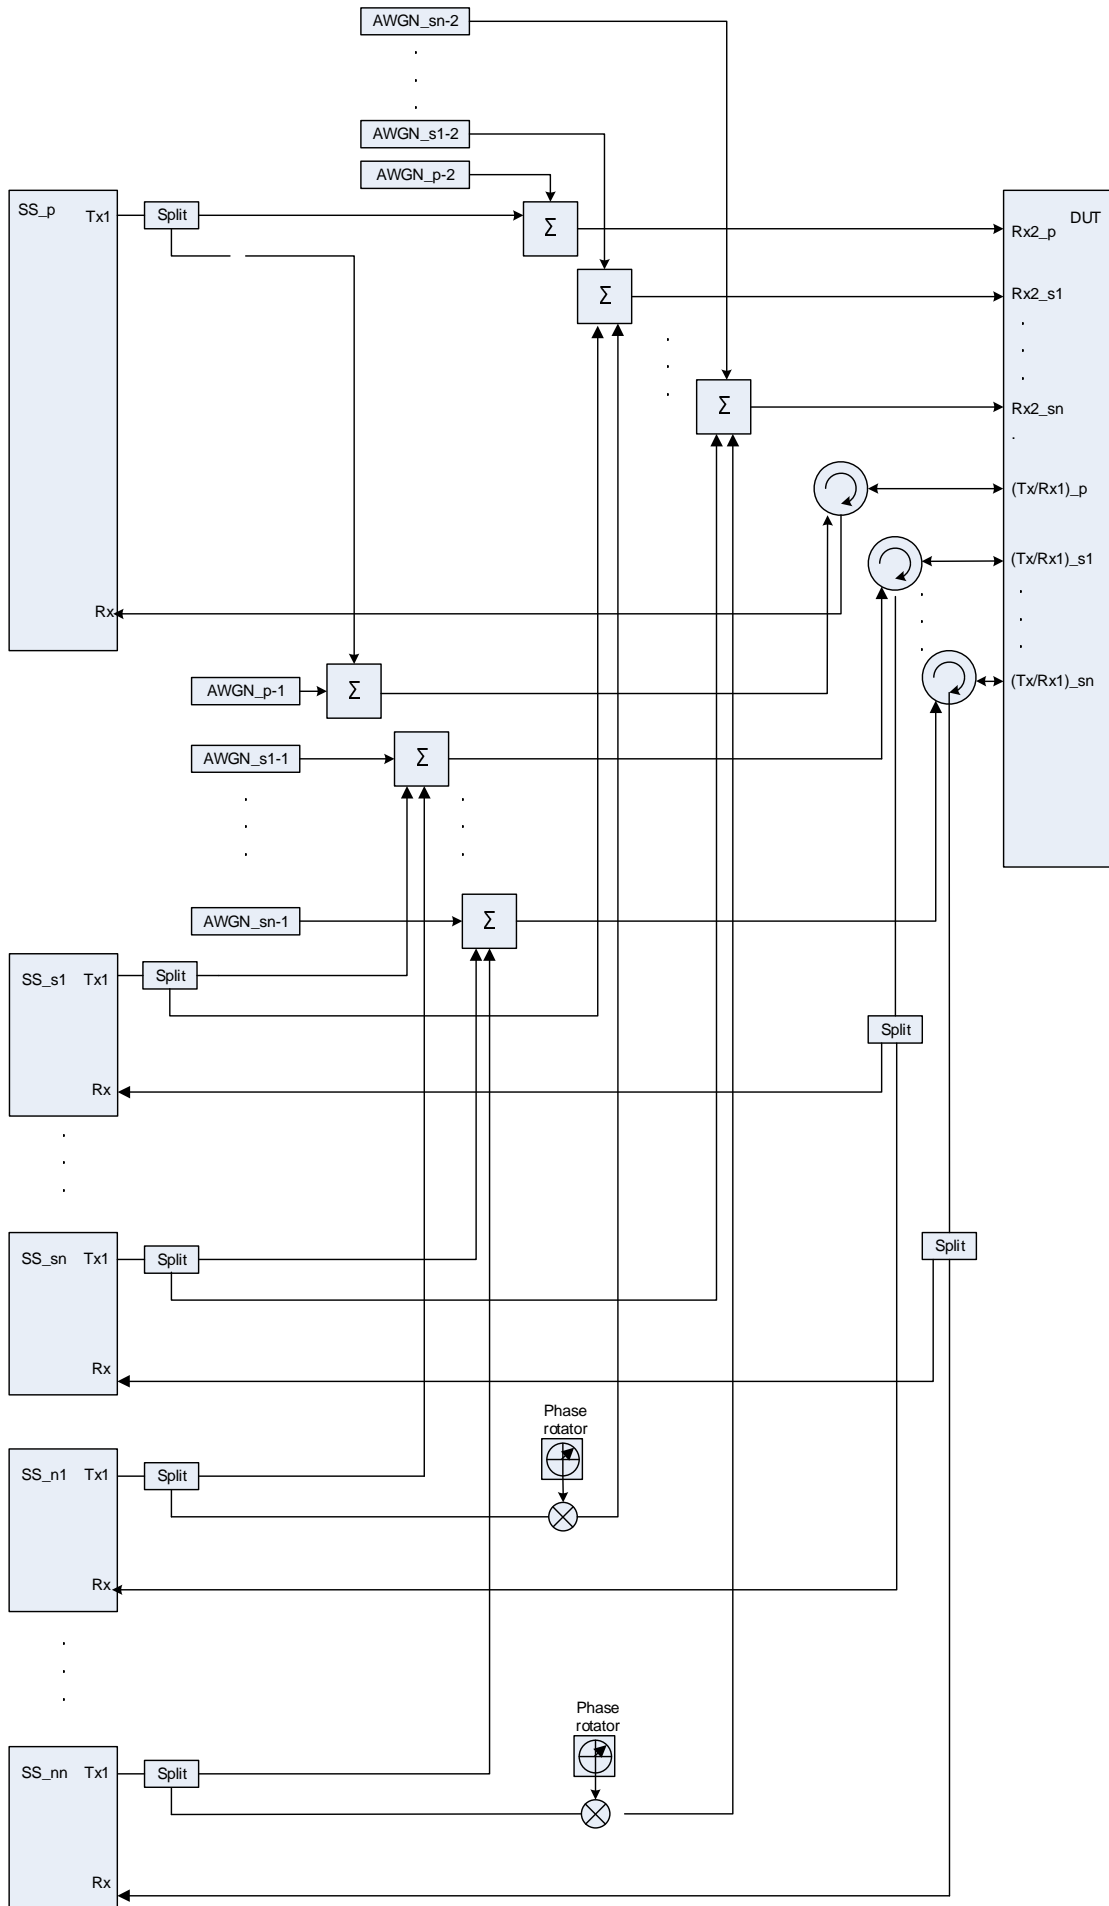 AWGN_sn-2
AWGN_s1-2
AWGN_p-2
SS_p
Tx1
Split
Σ
DUT
Rx2_p
Σ
Rx2_s1
Σ
Rx2_sn
(Tx/Rx1)_p
(Tx/Rx1)_s1
Rx
AWGN_p-1
Σ
(Tx/Rx1)_sn
AWGN_s1-1
Σ
AWGN_sn-1
Σ
SS_s1
Tx1
Split
Split
Rx
SS_sn
Tx1
Split
Split
Rx
Phase
rotator
SS_n1
Tx1
Split
Rx
Phase
rotator
SS_nn
Tx1
Split
Rx